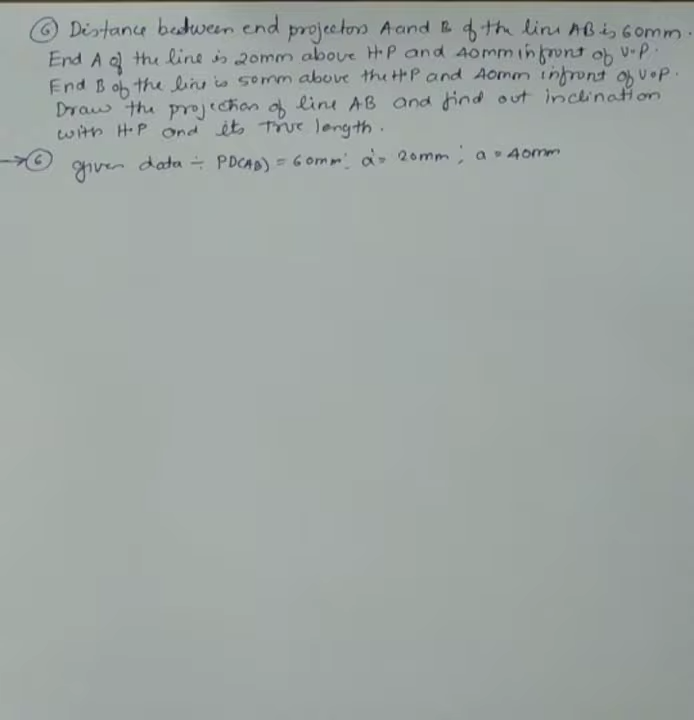 ⑥ Distance between end projectors A and B of the line AB is 60mm.
End A of the line is 20mm above H.P and 40mm infront of V.P.
End B of the line is 50mm above the H.P and 40mm infront of V.P.
Draw the projection of line AB and find out inclination
with H.P and its True length.
→⑥ given data ÷ PD(AB) = 60mm; a' = 20mm; a = 40mm